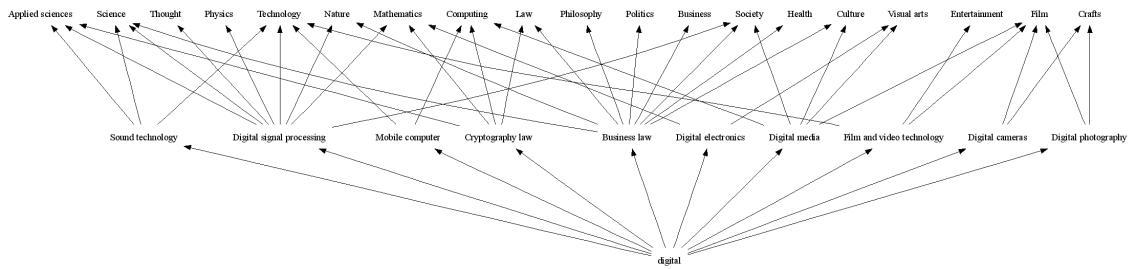 Applied sciences Science Thought Physics Technology Nature Mathematics Computing Law Philosophy Politics Business Society Health Culture Visual arts Entertainment Film Crafts
Sound technology Digital signal processing Mobile computer Cryptography law Business law Digital electronics Digital media Film and video technology Digital cameras Digital photography
digital